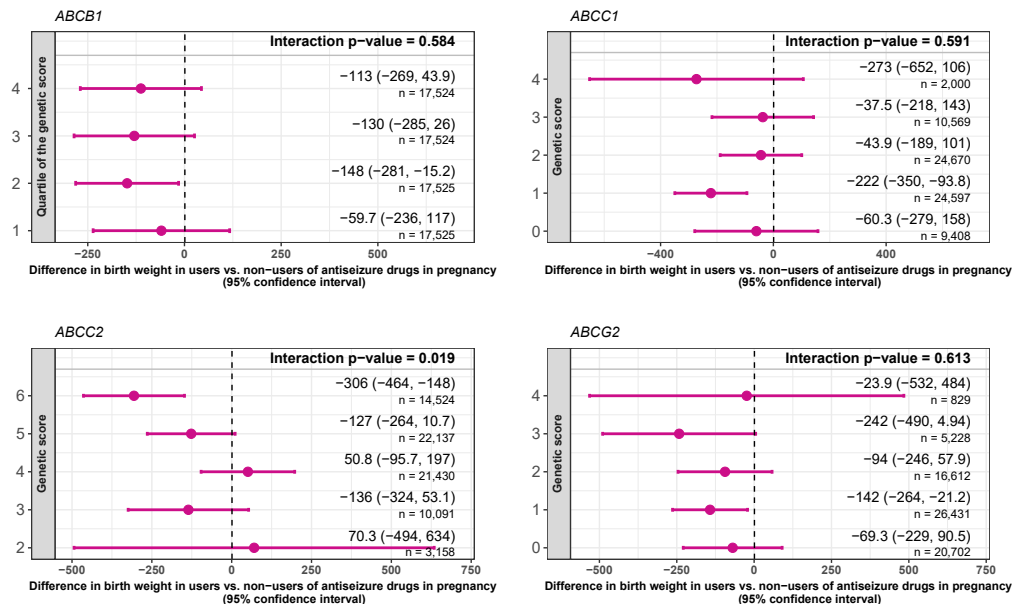 ABCB1
Interaction p−value = 0.584
Quartile of the genetic score
4
−113 (−269, 43.9)
n = 17,524
3
−130 (−285, 26)
n = 17,524
2
−148 (−281, −15.2)
n = 17,525
1
−59.7 (−236, 117)
n = 17,525
−250 0 250 500
Difference in birth weight in users vs. non−users of antiseizure drugs in pregnancy
(95% confidence interval)
ABCC1
Interaction p−value = 0.591
Genetic score
4
−273 (−652, 106)
n = 2,000
3
−37.5 (−218, 143)
n = 10,569
2
−43.9 (−189, 101)
n = 24,670
1
−222 (−350, −93.8)
n = 24,597
0
−60.3 (−279, 158)
n = 9,408
−400 0 400
Difference in birth weight in users vs. non−users of antiseizure drugs in pregnancy
(95% confidence interval)
ABCC2
Interaction p−value = 0.019
Genetic score
6
−306 (−464, −148)
n = 14,524
5
−127 (−264, 10.7)
n = 22,137
4
50.8 (−95.7, 197)
n = 21,430
3
−136 (−324, 53.1)
n = 10,091
2
70.3 (−494, 634)
n = 3,158
−500 −250 0 250 500 750
Difference in birth weight in users vs. non−users of antiseizure drugs in pregnancy
(95% confidence interval)
ABCG2
Interaction p−value = 0.613
Genetic score
4
−23.9 (−532, 484)
n = 829
3
−242 (−490, 4.94)
n = 5,228
2
−94 (−246, 57.9)
n = 16,612
1
−142 (−264, −21.2)
n = 26,431
0
−69.3 (−229, 90.5)
n = 20,702
−500 −250 0 250 500 750
Difference in birth weight in users vs. non−users of antiseizure drugs in pregnancy
(95% confidence interval)